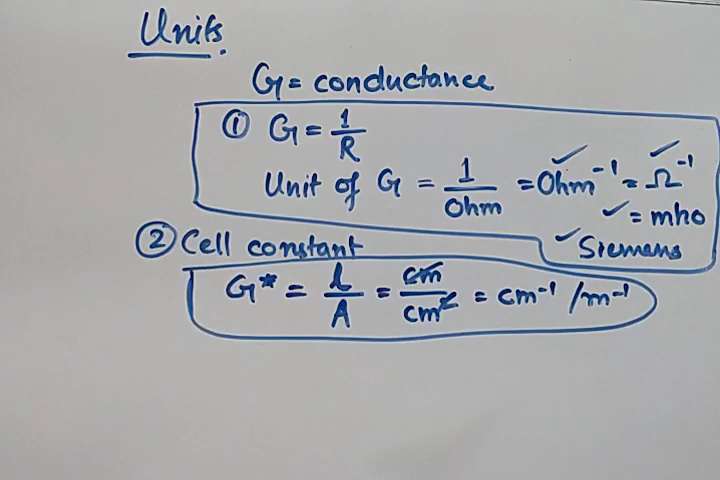 Units.
G = conductance
① G = 1/R
Unit of G = 1/Ohm = Ohm⁻¹ = Ω⁻¹
= mho
Siemens
② Cell constant
G* = l/A = cm/cm² = cm⁻¹ /m⁻¹